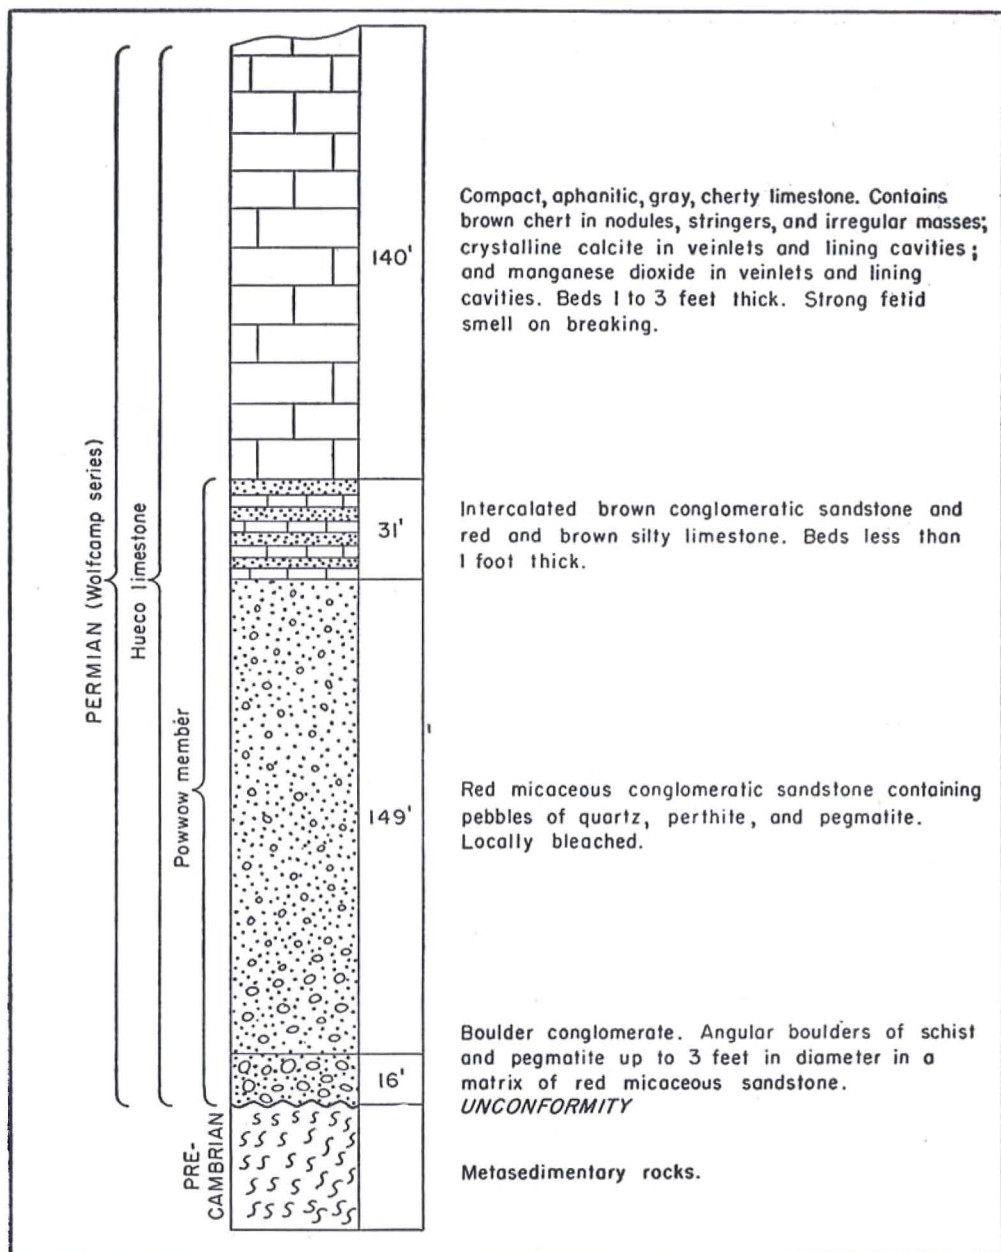 PERMIAN (Wolfcamp series)
Hueco limestone
Powwow member
PRE-
CAMBRIAN
140'
Compact, aphanitic, gray, cherty limestone. Contains
brown chert in nodules, stringers, and irregular masses;
crystalline calcite in veinlets and lining cavities;
and manganese dioxide in veinlets and lining
cavities. Beds 1 to 3 feet thick. Strong fetid
smell on breaking.
31'
Intercalated brown conglomeratic sandstone and
red and brown silty limestone. Beds less than
1 foot thick.
149'
Red micaceous conglomeratic sandstone containing
pebbles of quartz, perthite, and pegmatite.
Locally bleached.
16'
Boulder conglomerate. Angular boulders of schist
and pegmatite up to 3 feet in diameter in a
matrix of red micaceous sandstone.
UNCONFORMITY
Metasedimentary rocks.